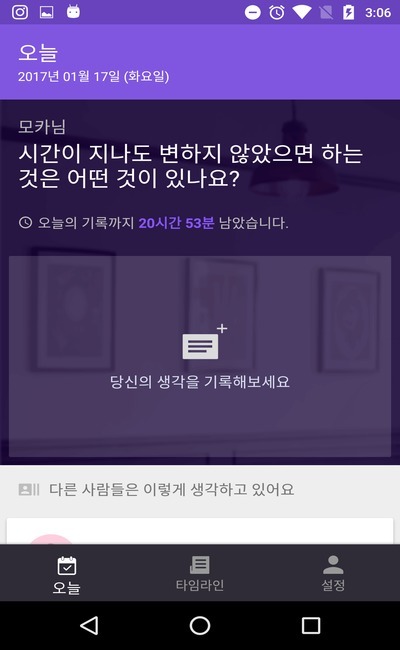 3:06
오늘
2017년 01월 17일 (화요일)
모카님
시간이 지나도 변하지 않았으면 하는
것은 어떤 것이 있나요?
오늘의 기록까지 20시간 53분 남았습니다.
당신의 생각을 기록해보세요
다른 사람들은 이렇게 생각하고 있어요
오늘 타임라인 설정